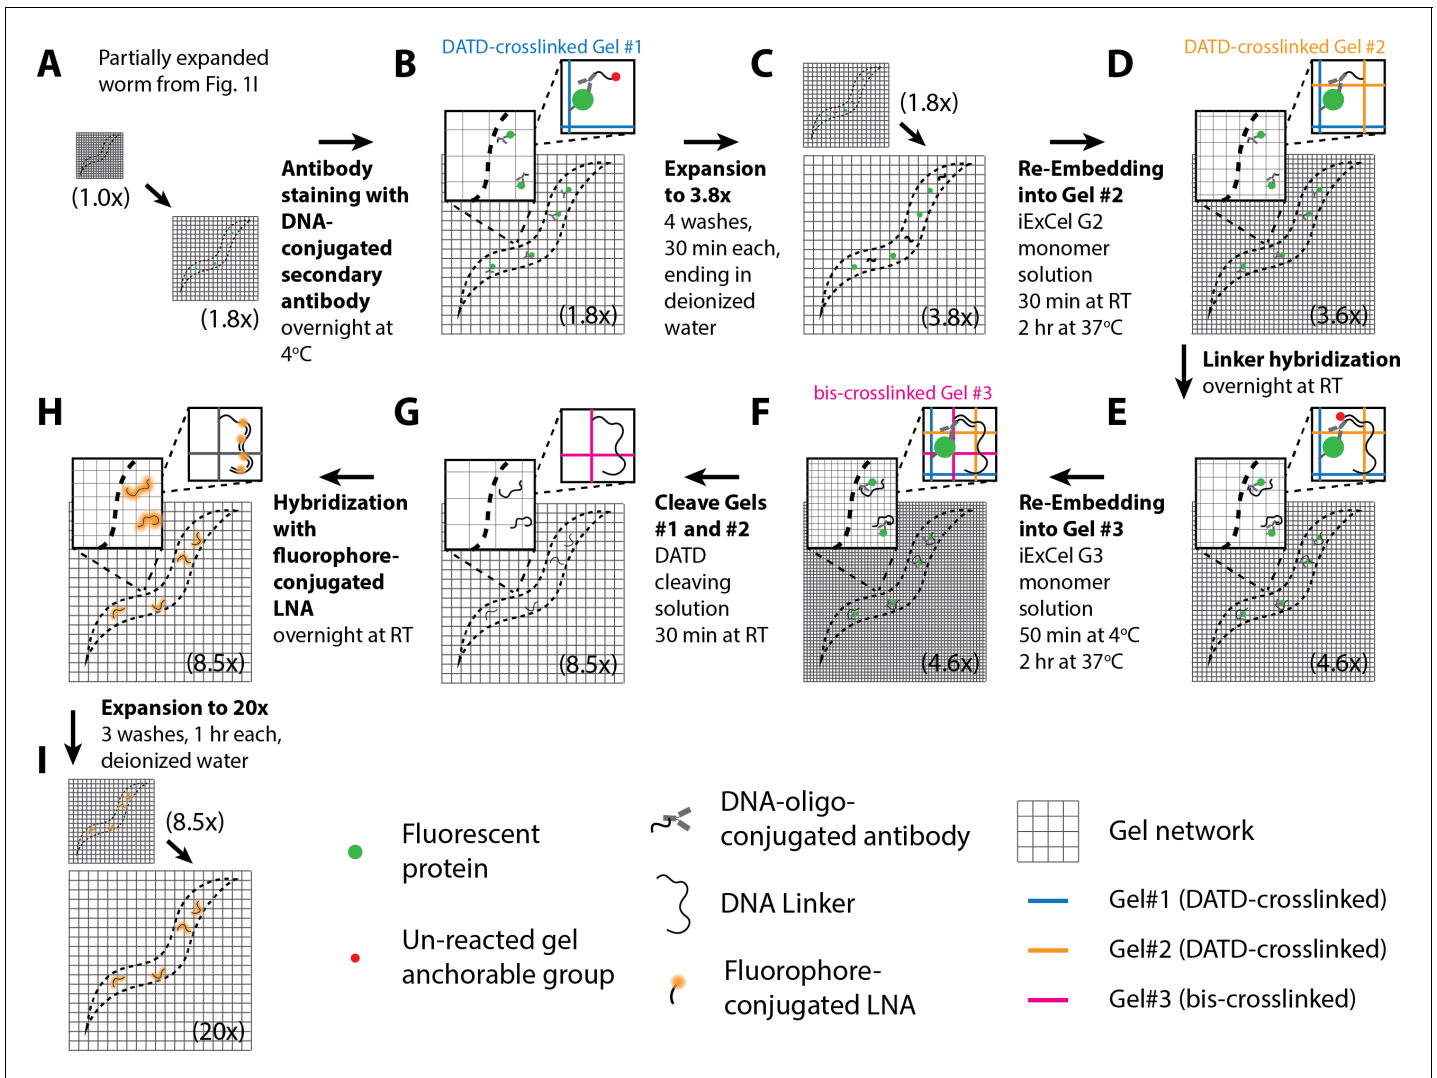 A
Partially expanded
worm from Fig. 1I
(1.0x)
(1.8x)
Antibody
staining with
DNA-
conjugated
secondary
antibody
overnight at
4ºC
B
DATD-crosslinked Gel #1
(1.8x)
Expansion
to 3.8x
4 washes,
30 min each,
ending in
deionized
water
C
(1.8x)
(3.8x)
Re-Embedding
into Gel #2
iExCel G2
monomer
solution
30 min at RT
2 hr at 37ºC
D
DATD-crosslinked Gel #2
(3.6x)
Linker hybridization
overnight at RT
E
(4.6x)
Re-Embedding
into Gel #3
iExCel G3
monomer
solution
50 min at 4ºC
2 hr at 37ºC
F
bis-crosslinked Gel #3
(4.6x)
Cleave Gels
#1 and #2
DATD
cleaving
solution
30 min at RT
G
(8.5x)
Hybridization
with
fluorophore-
conjugated
LNA
overnight at RT
H
(8.5x)
Expansion to 20x
3 washes, 1 hr each,
deionized water
I
(8.5x)
(20x)
Fluorescent
protein
Un-reacted gel
anchorable group
DNA-oligo-
conjugated antibody
DNA Linker
Fluorophore-
conjugated LNA
Gel network
Gel#1 (DATD-crosslinked)
Gel#2 (DATD-crosslinked)
Gel#3 (bis-crosslinked)